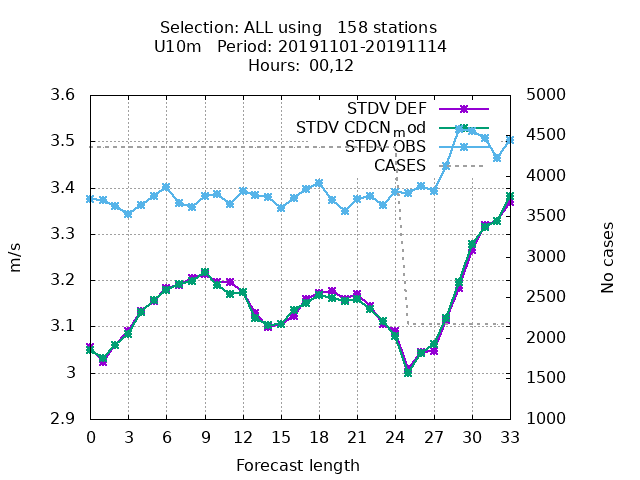 Selection: ALL using   158 stations
U10m   Period: 20191101-20191114
Hours:  00,12
STDV DEF
STDV CDCNmod
STDV OBS
CASES
3.6
3.5
3.4
3.3
3.2
3.1
3
2.9
m/s
5000
4500
4000
3500
3000
2500
2000
1500
1000
No cases
0 3 6 9 12 15 18 21 24 27 30 33
Forecast length